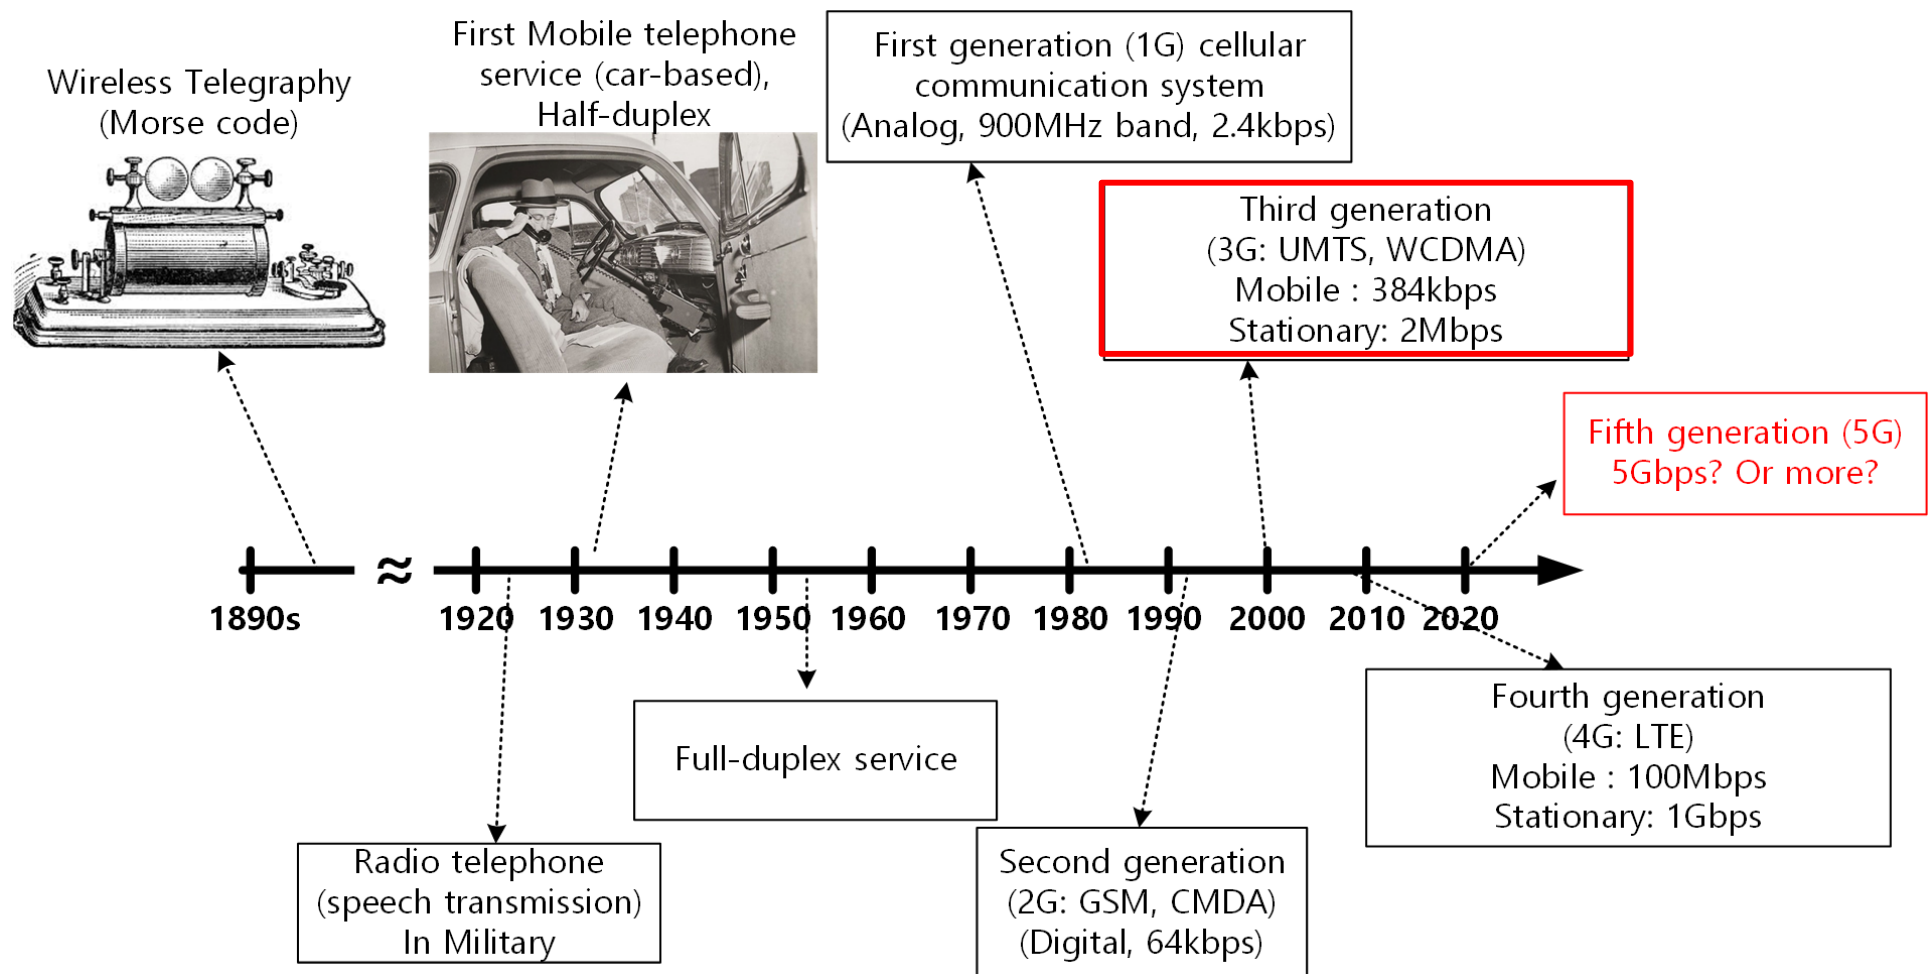 Wireless Telegraphy
(Morse code)
First Mobile telephone
service (car-based),
Half-duplex
First generation (1G) cellular
communication system
(Analog, 900MHz band, 2.4kbps)
Third generation
(3G: UMTS, WCDMA)
Mobile : 384kbps
Stationary: 2Mbps
Fifth generation (5G)
5Gbps? Or more?
≈
1890s 1920 1930 1940 1950 1960 1970 1980 1990 2000 2010 2020
Full-duplex service
Fourth generation
(4G: LTE)
Mobile : 100Mbps
Stationary: 1Gbps
Radio telephone
(speech transmission)
In Military
Second generation
(2G: GSM, CMDA)
(Digital, 64kbps)